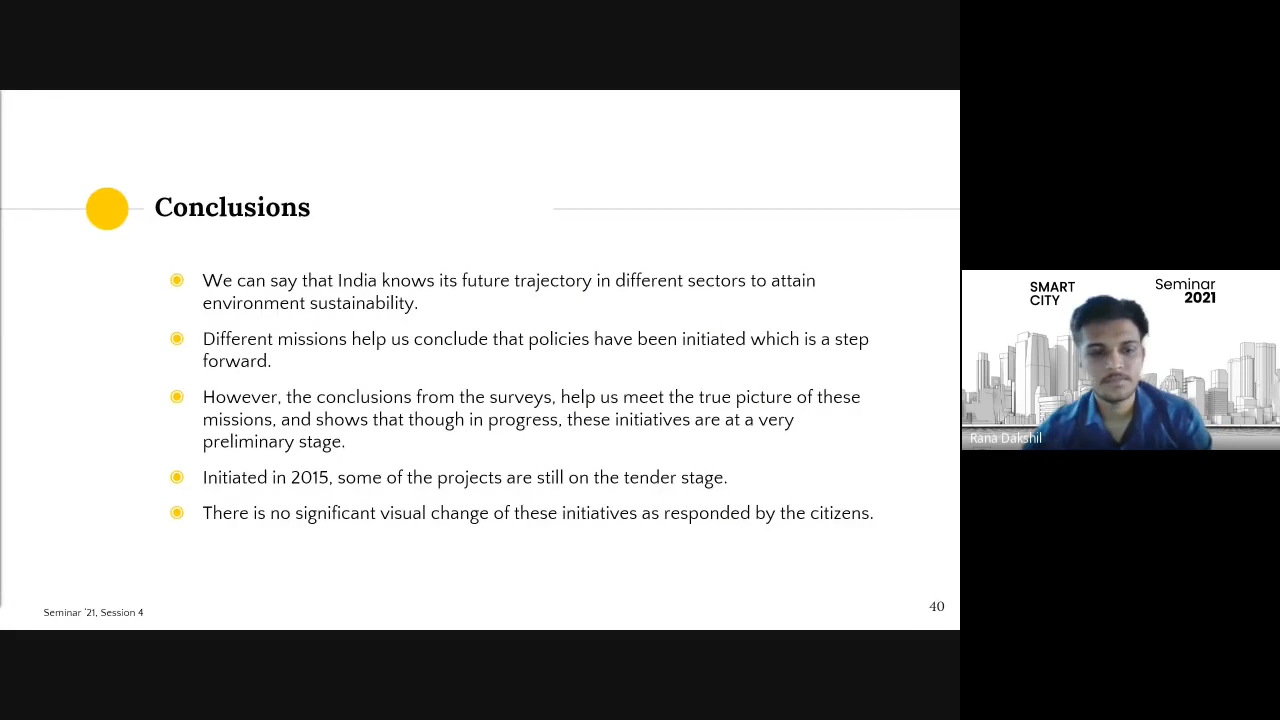 Conclusions
We can say that India knows its future trajectory in different sectors to attain
environment sustainability.
Different missions help us conclude that policies have been initiated which is a step
forward.
However, the conclusions from the surveys, help us meet the true picture of these
missions, and shows that though in progress, these initiatives are at a very
preliminary stage.
Initiated in 2015, some of the projects are still on the tender stage.
There is no significant visual change of these initiatives as responded by the citizens.
Seminar '21, Session 4
40
SMART
CITY
Seminar
2021
Rana Dakshil